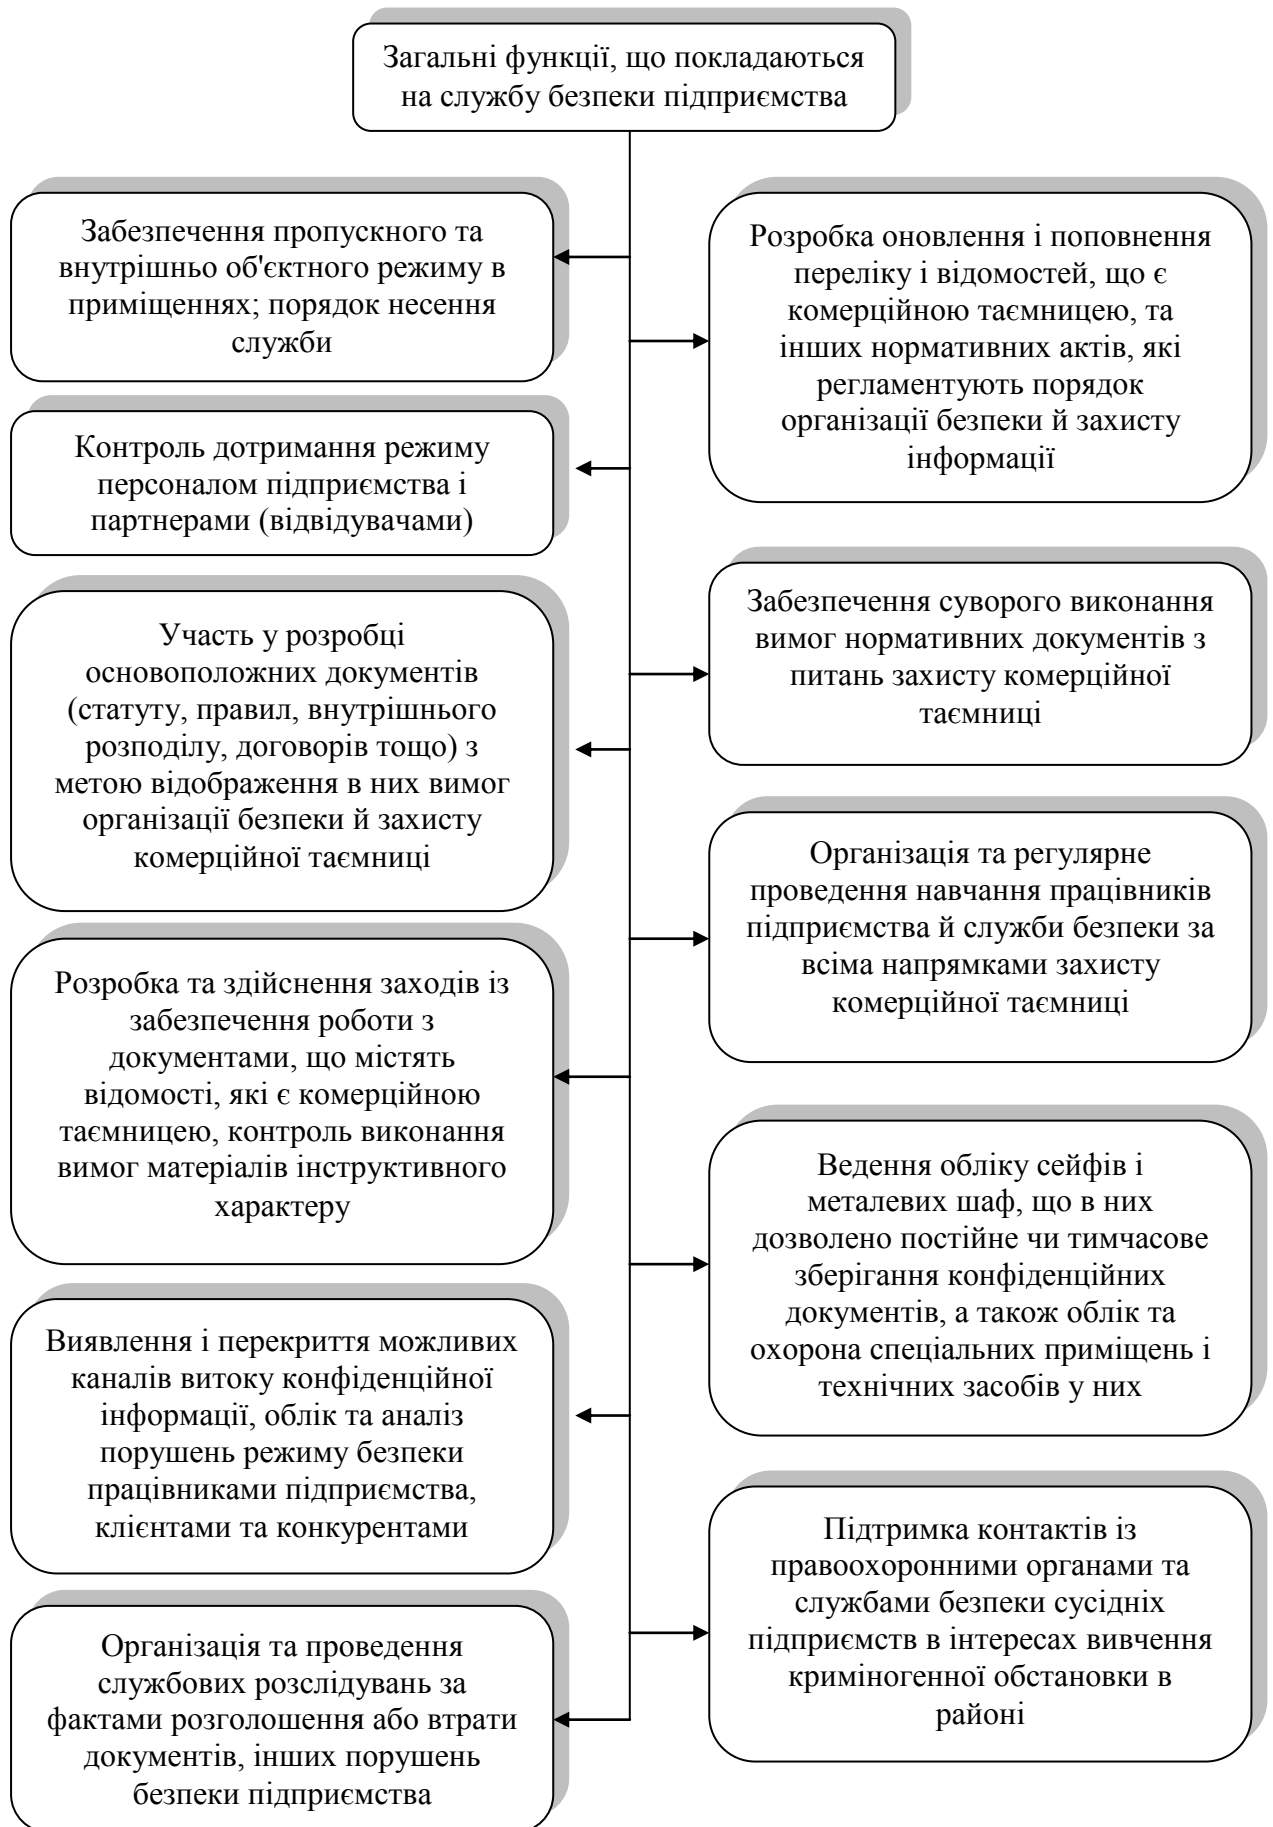 Загальні функції, що покладаються
на службу безпеки підприємства
Забезпечення пропускного та
внутрішньо об'єктного режиму в
приміщеннях; порядок несення
служби
Контроль дотримання режиму
персоналом підприємства і
партнерами (відвідувачами)
Участь у розробці
основоположних документів
(статуту, правил, внутрішнього
розподілу, договорів тощо) з
метою відображення в них вимог
організації безпеки й захисту
комерційної таємниці
Розробка та здійснення заходів із
забезпечення роботи з
документами, що містять
відомості, які є комерційною
таємницею, контроль виконання
вимог матеріалів інструктивного
характеру
Виявлення і перекриття можливих
каналів витоку конфіденційної
інформації, облік та аналіз
порушень режиму безпеки
працівниками підприємства,
клієнтами та конкурентами
Організація та проведення
службових розслідувань за
фактами розголошення або втрати
документів, інших порушень
безпеки підприємства
Розробка оновлення і поповнення
переліку і відомостей, що є
комерційною таємницею, та
інших нормативних актів, які
регламентують порядок
організації безпеки й захисту
інформації
Забезпечення суворого виконання
вимог нормативних документів з
питань захисту комерційної
таємниці
Організація та регулярне
проведення навчання працівників
підприємства й служби безпеки за
всіма напрямками захисту
комерційної таємниці
Ведення обліку сейфів і
металевих шаф, що в них
дозволено постійне чи тимчасове
зберігання конфіденційних
документів, а також облік та
охорона спеціальних приміщень і
технічних засобів у них
Підтримка контактів із
правоохоронними органами та
службами безпеки сусідніх
підприємств в інтересах вивчення
криміногенної обстановки в
районі